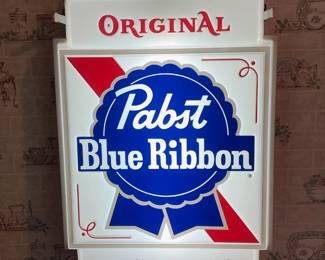 ORIGINAL
Pabst
Blue Ribbon
®